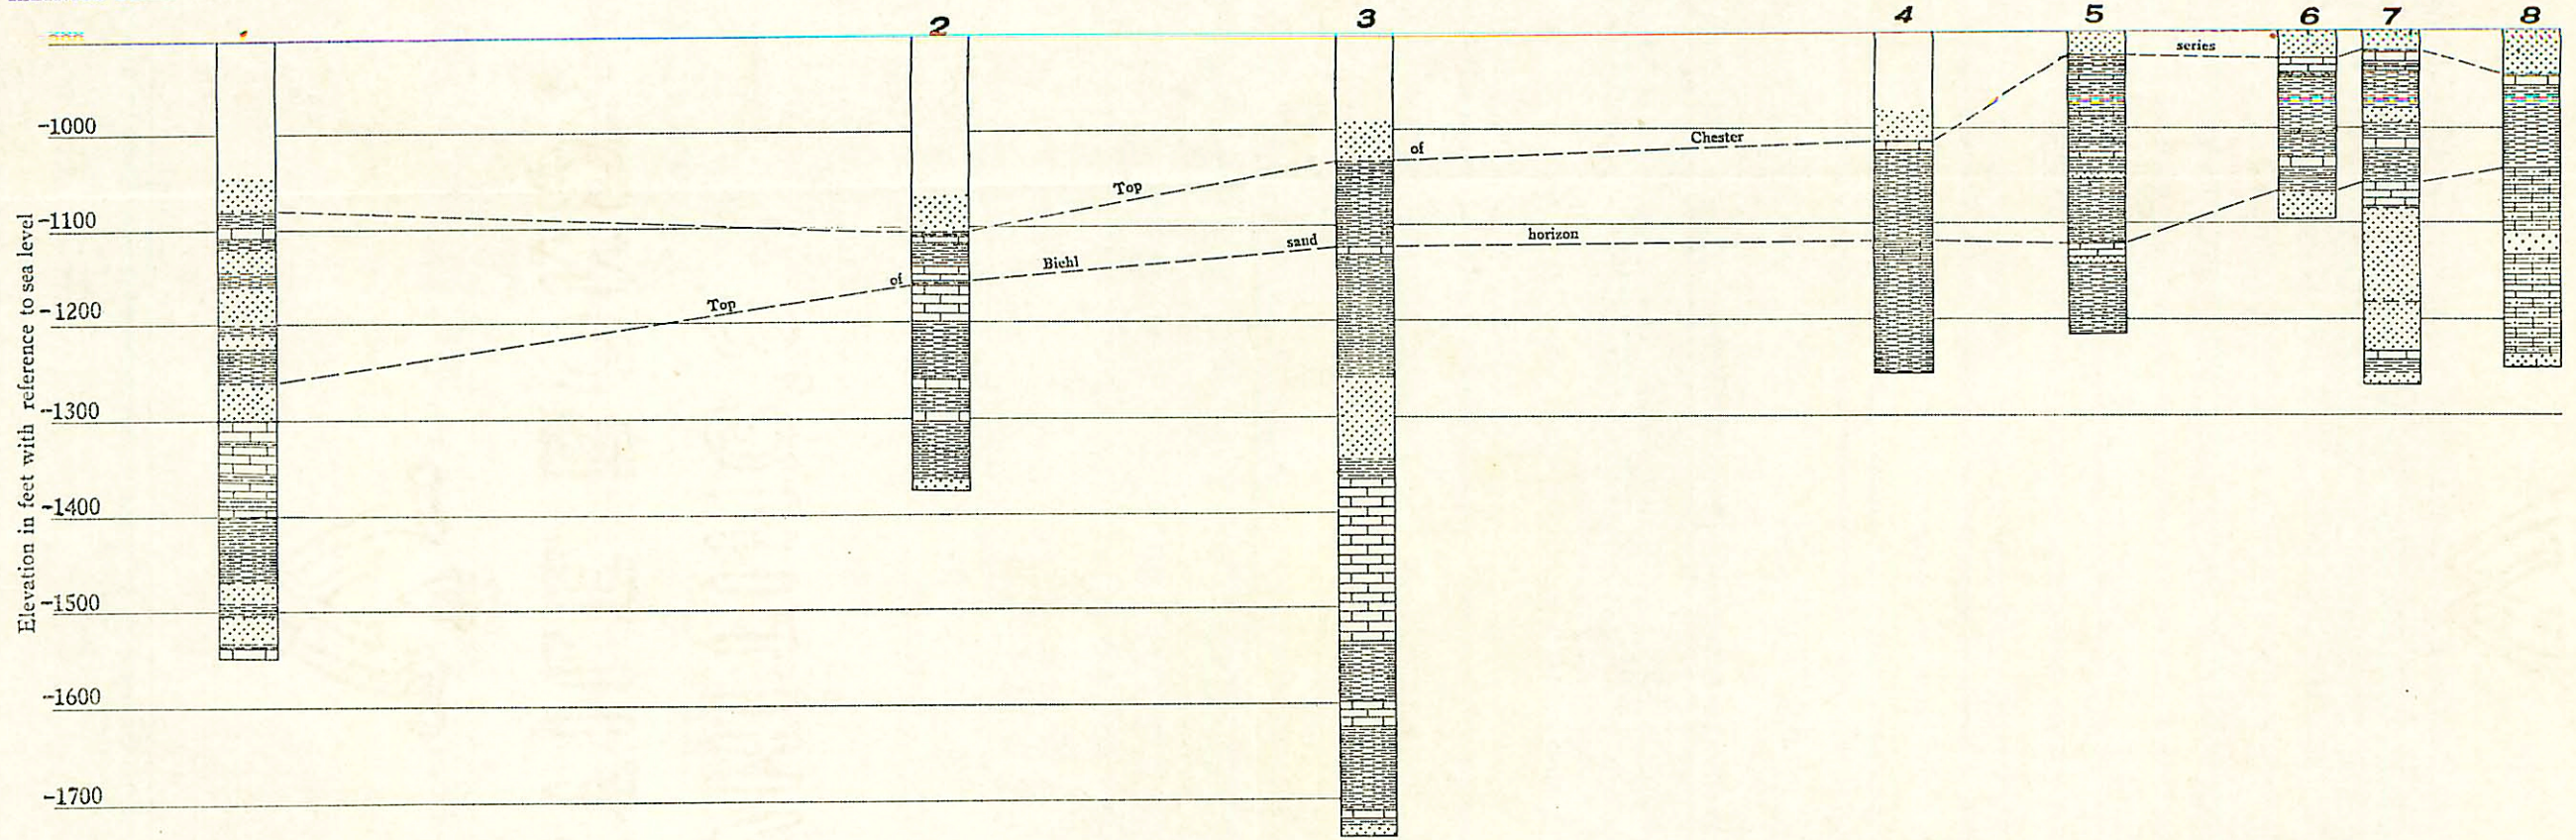 2 3 4 5 6 7 8
series
-1000
of Chester
Top
-1100
horizon
sand
Biehl
of
Top
-1200
-1300
-1400
-1500
-1600
-1700
Elevation in feet with reference to sea level